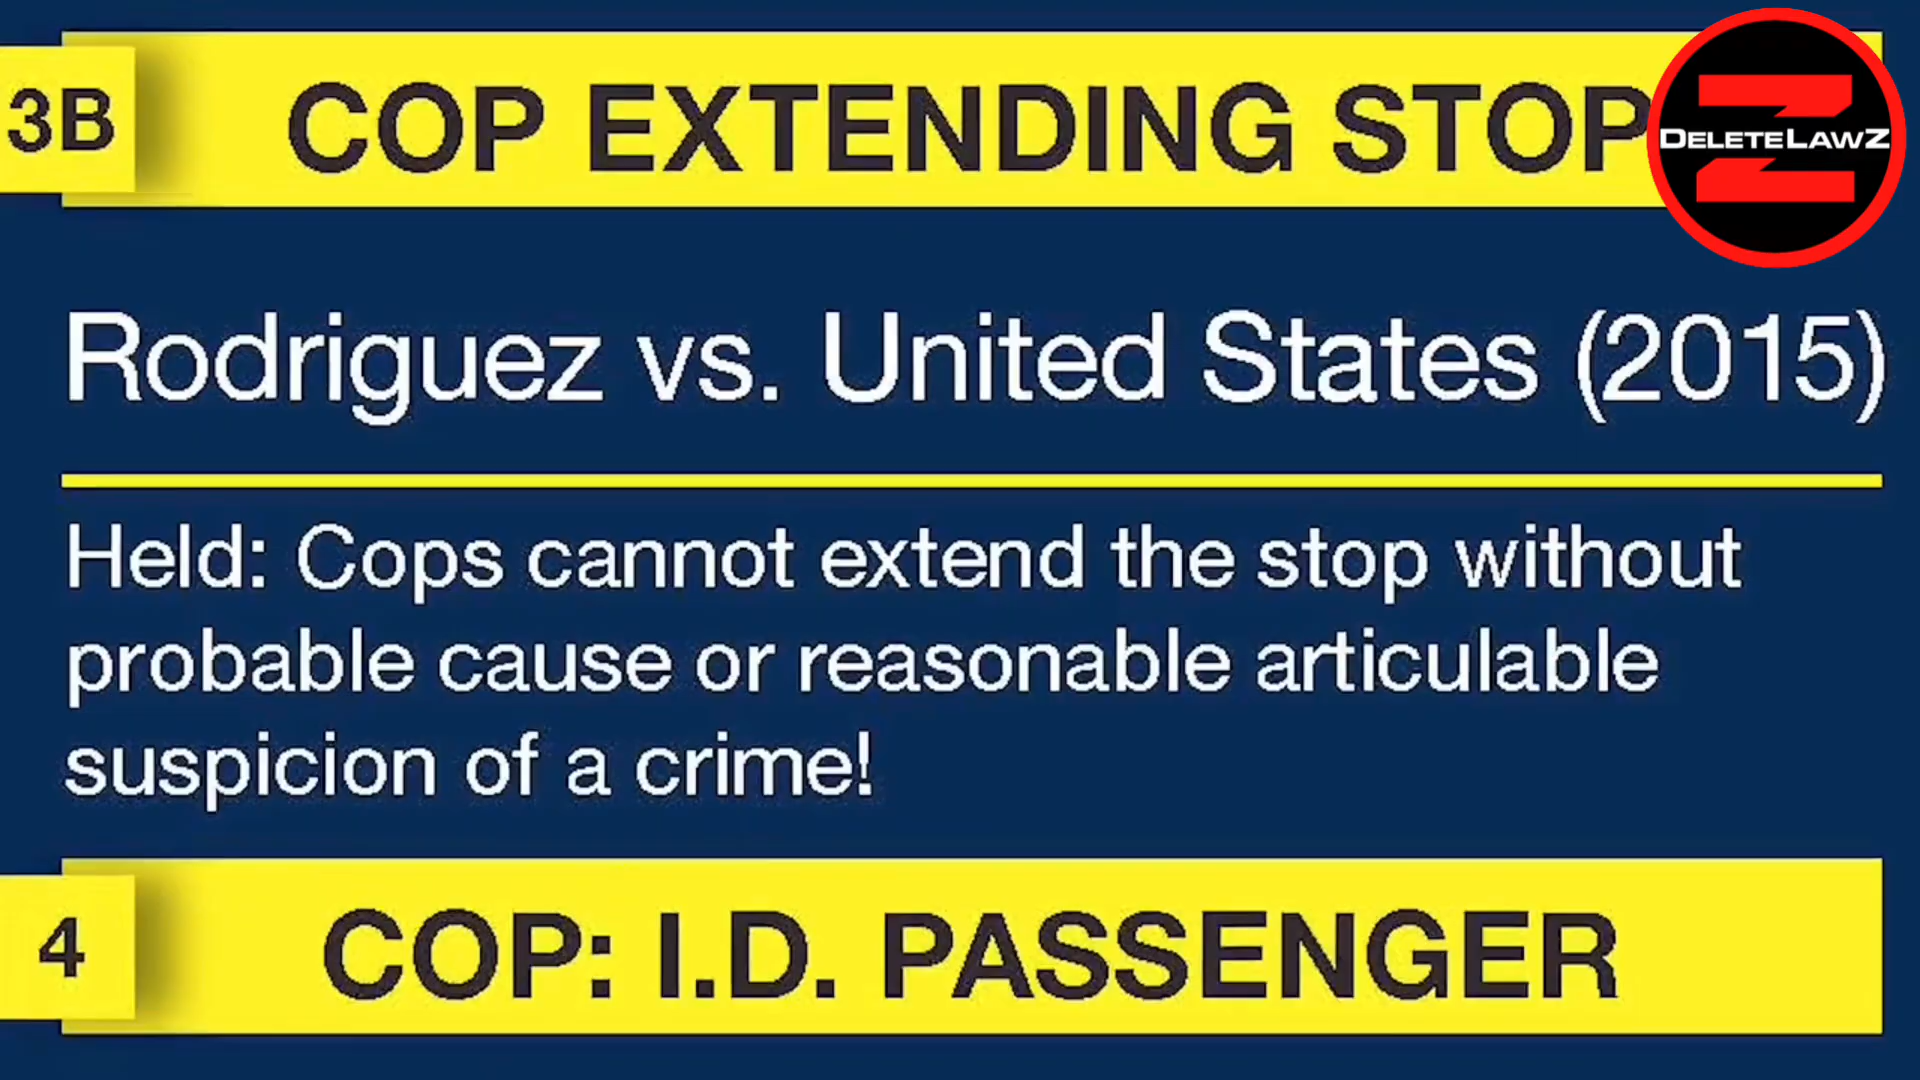 3B
COP EXTENDING STOP
DELETELAWZ
Rodriguez vs. United States (2015)
Held: Cops cannot extend the stop without
probable cause or reasonable articulable
suspicion of a crime!
4
COP: I.D. PASSENGER